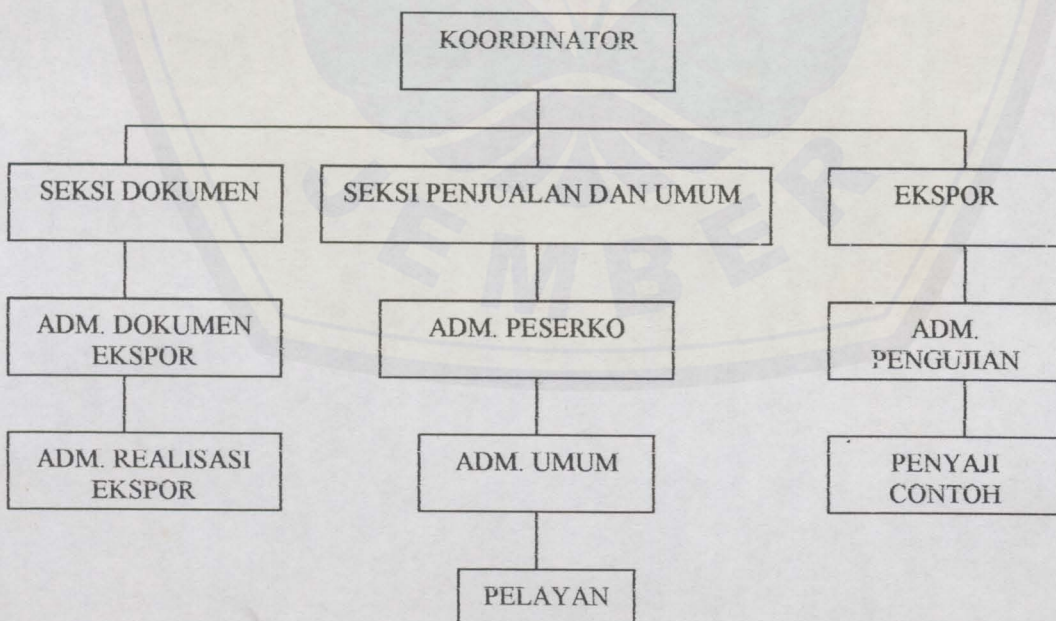 KOORDINATOR
SEKSI DOKUMEN
SEKSI PENJUALAN DAN UMUM
EKSPOR
ADM. DOKUMEN
EKSPOR
ADM. PESERKO
ADM.
PENGUJIAN
ADM. REALISASI
EKSPOR
ADM. UMUM
PENYAJI
CONTOH
PELAYAN
JEMBER